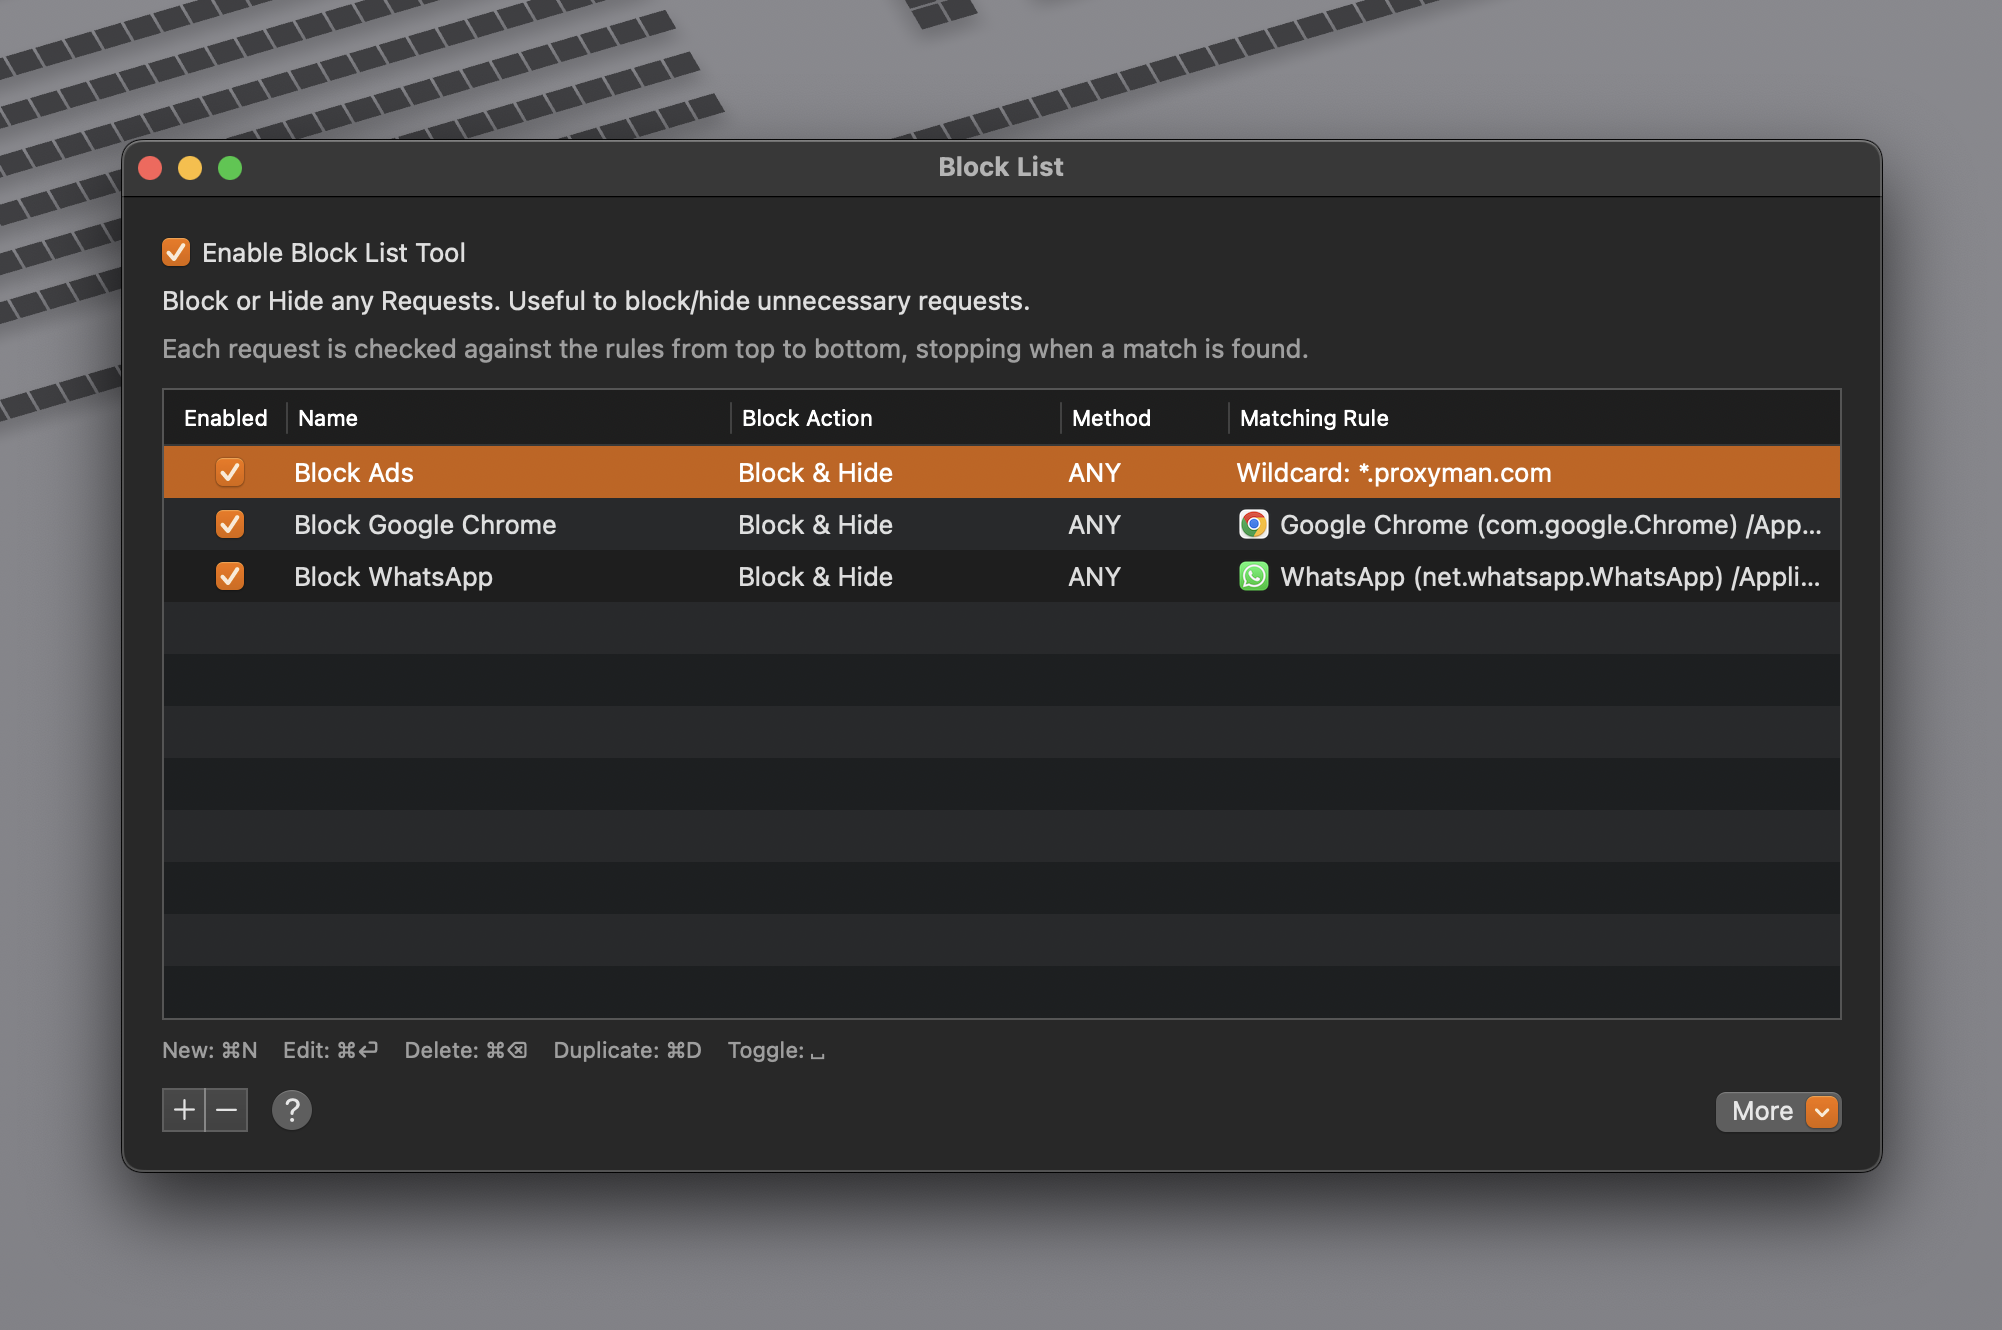 Block List
Enable Block List Tool
Block or Hide any Requests. Useful to block/hide unnecessary requests.
Each request is checked against the rules from top to bottom, stopping when a match is found.
Enabled Name Block Action Method Matching Rule
Block Ads Block & Hide ANY Wildcard: *.proxyman.com
Block Google Chrome Block & Hide ANY Google Chrome (com.google.Chrome) /App...
Block WhatsApp Block & Hide ANY WhatsApp (net.whatsapp.WhatsApp) /Appli...
New: ⌘N Edit: ⌘↩ Delete: ⌘⌫ Duplicate: ⌘D Toggle: ⎵
+ − ? More